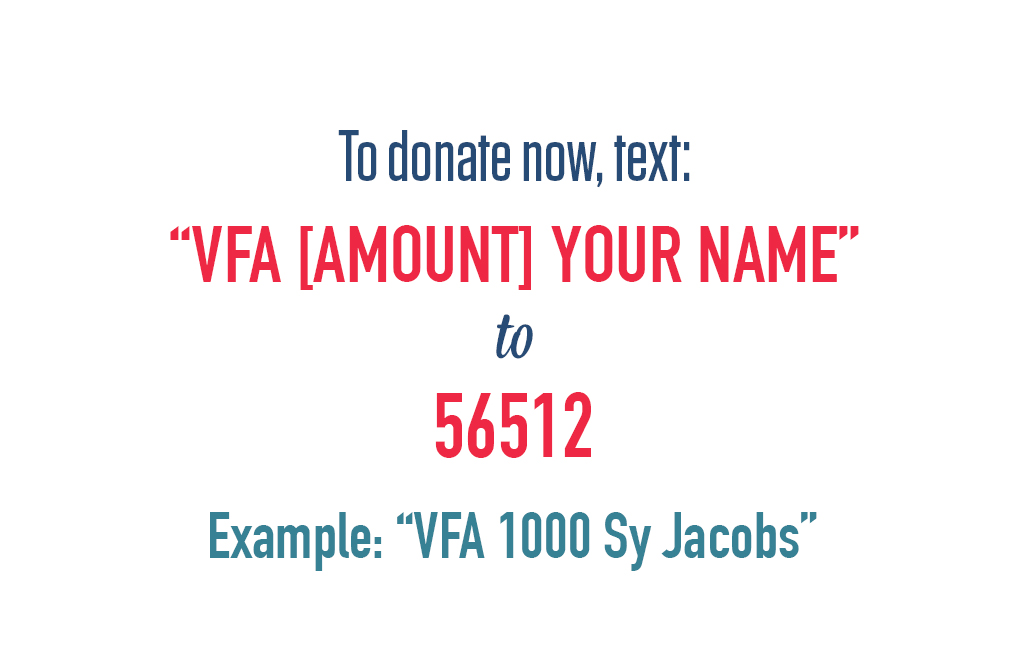 To donate now, text:
“VFA [AMOUNT] YOUR NAME”
to
56512
Example: “VFA 1000 Sy Jacobs”